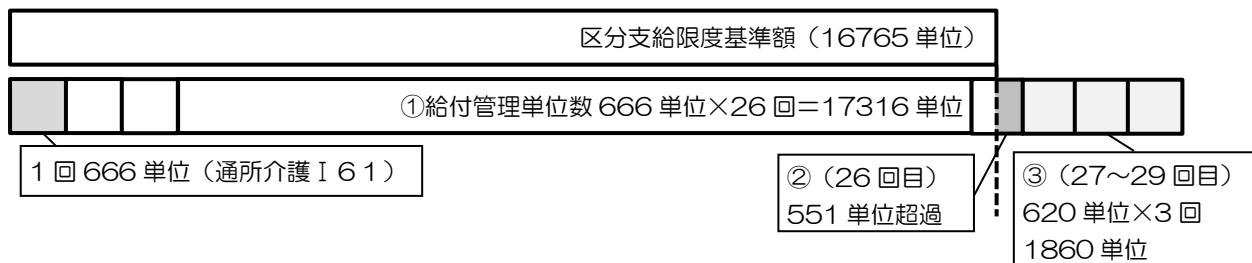 区分支給限度基準額（16765 単位）
①給付管理単位数 666 単位×26 回＝17316 単位
1 回 666 単位（通所介護Ⅰ６１）
②（26 回目）
551 単位超過
③（27～29 回目）
620 単位×3 回
1860 単位